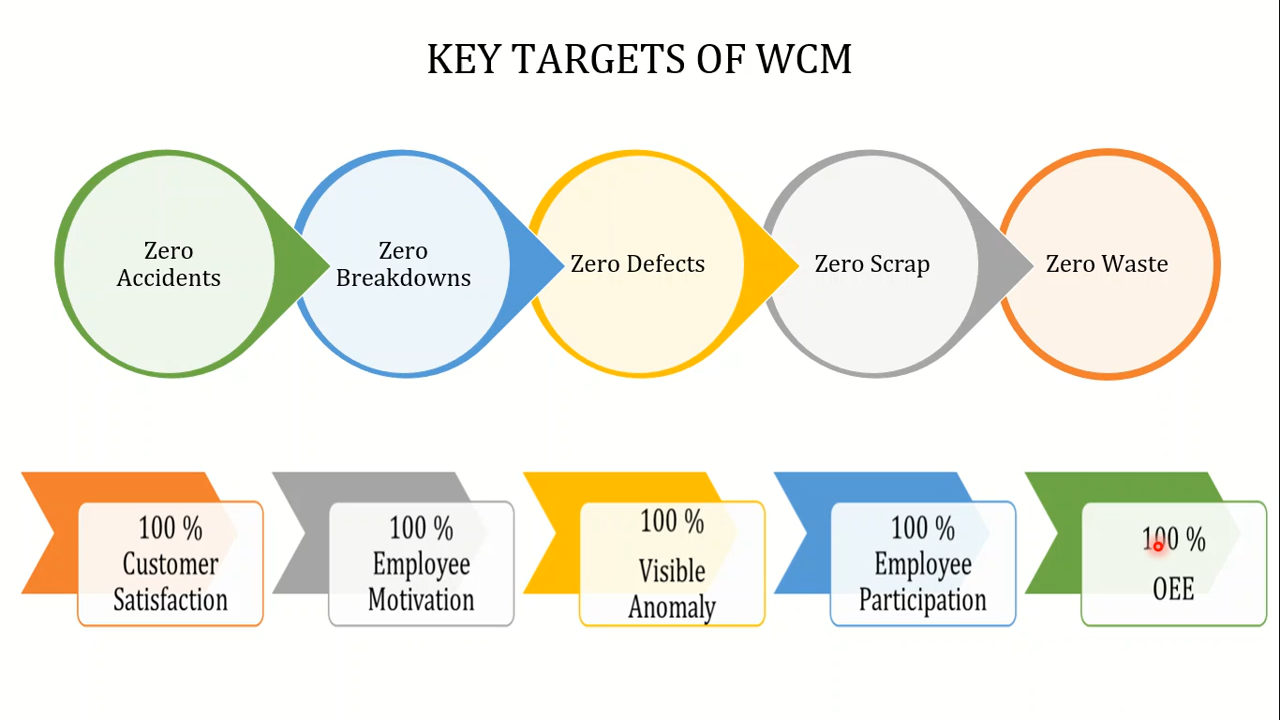 KEY TARGETS OF WCM
Zero
Accidents
Zero
Breakdowns
Zero Defects
Zero Scrap
Zero Waste
100 %
Customer
Satisfaction
100 %
Employee
Motivation
100 %
Visible
Anomaly
100 %
Employee
Participation
100 %
OEE